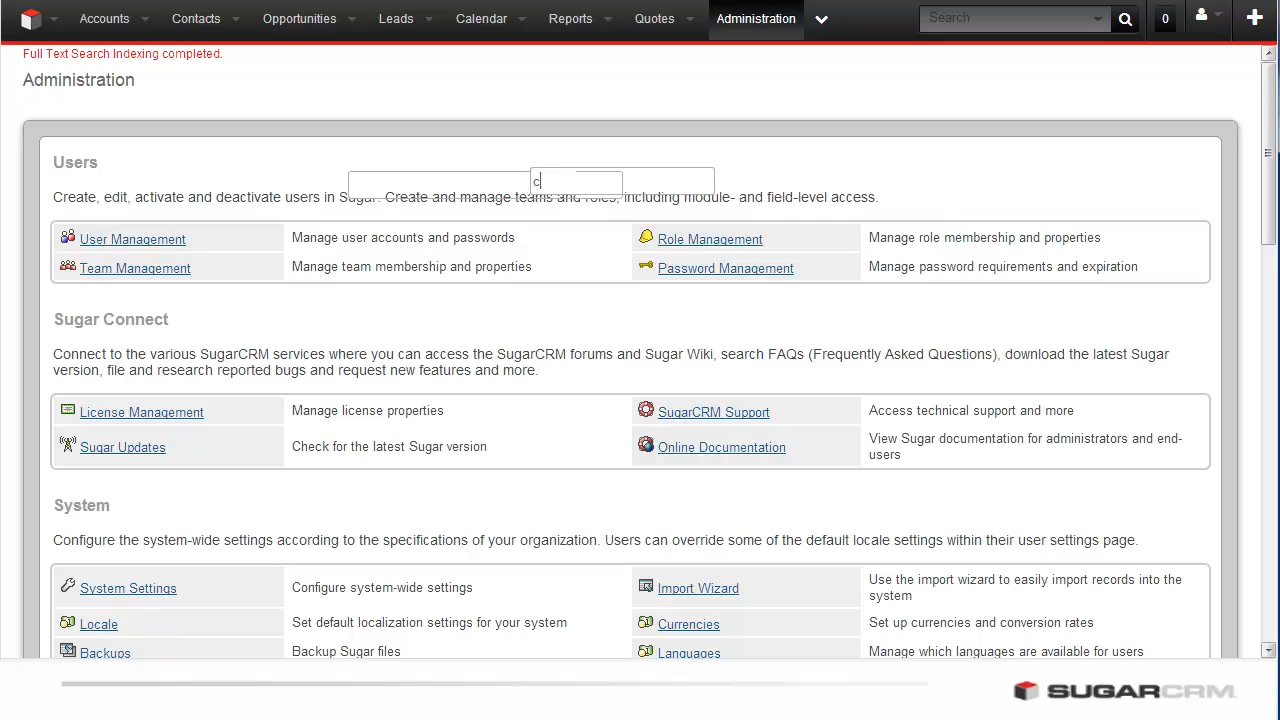 Accounts Contacts Opportunities Leads Calendar Reports Quotes Administration Search 0
Full Text Search Indexing completed.
Administration
Users
c
Create, edit, activate and deactivate users in Sugar. Create and manage teams and roles, including module- and field-level access.
User Management Manage user accounts and passwords Role Management Manage role membership and properties
Team Management Manage team membership and properties Password Management Manage password requirements and expiration
Sugar Connect
Connect to the various SugarCRM services where you can access the SugarCRM forums and Sugar Wiki, search FAQs (Frequently Asked Questions), download the latest Sugar
version, file and research reported bugs and request new features and more.
License Management Manage license properties SugarCRM Support Access technical support and more
Sugar Updates Check for the latest Sugar version Online Documentation View Sugar documentation for administrators and end-
users
System
Configure the system-wide settings according to the specifications of your organization. Users can override some of the default locale settings within their user settings page.
System Settings Configure system-wide settings Import Wizard Use the import wizard to easily import records into the
system
Locale Set default localization settings for your system Currencies Set up currencies and conversion rates
Backups Backup Sugar files Languages Manage which languages are available for users
SUGARCRM